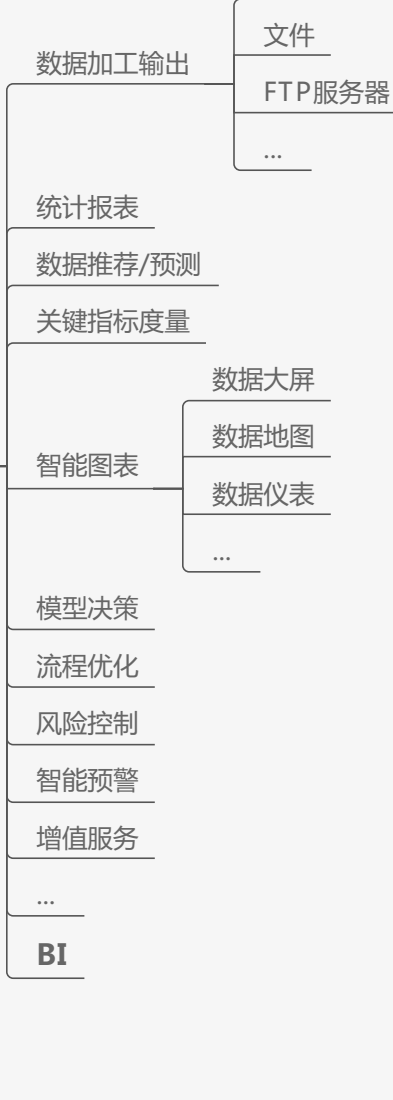 文件
数据加工输出
FTP服务器
...
统计报表
数据推荐/预测
关键指标度量
数据大屏
数据地图
智能图表
数据仪表
...
模型决策
流程优化
风险控制
智能预警
增值服务
...
BI